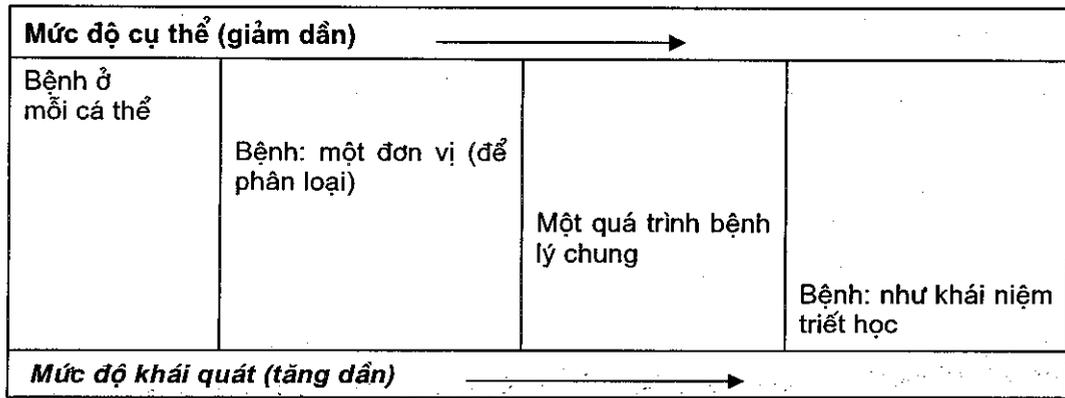 Mức độ cụ thể (giảm dần)
Bệnh ở
mỗi cá thể
Bệnh: một đơn vị (để
phân loại)
Một quá trình bệnh
lý chung
Bệnh: như khái niệm
triết học
Mức độ khái quát (tăng dần)